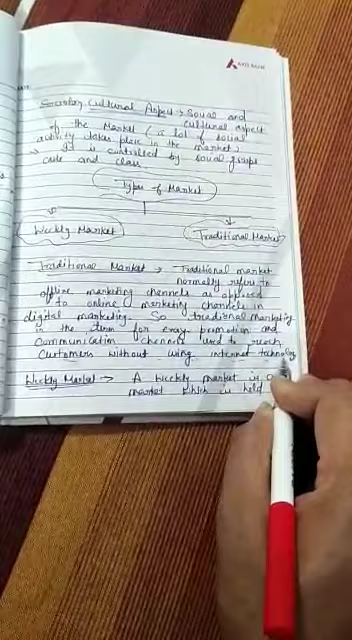 AXIS BANK
DATE:
Sociology Cultural Aspect → Social and
cultural aspect
of the Market (a lot of social
activity takes place in the market)
→ It is controlled by social groups
caste and class.
Types of Market
Weekly Market
Traditional Market
Traditional Market → Traditional market
normally refers to
offline marketing channels as opposed
to online marketing channels in
digital marketing. So traditional marketing
is the term for every promotion and
Communication channel used to reach
Customers without using internet technology
Weekly Market → A weekly market is a
market which is held